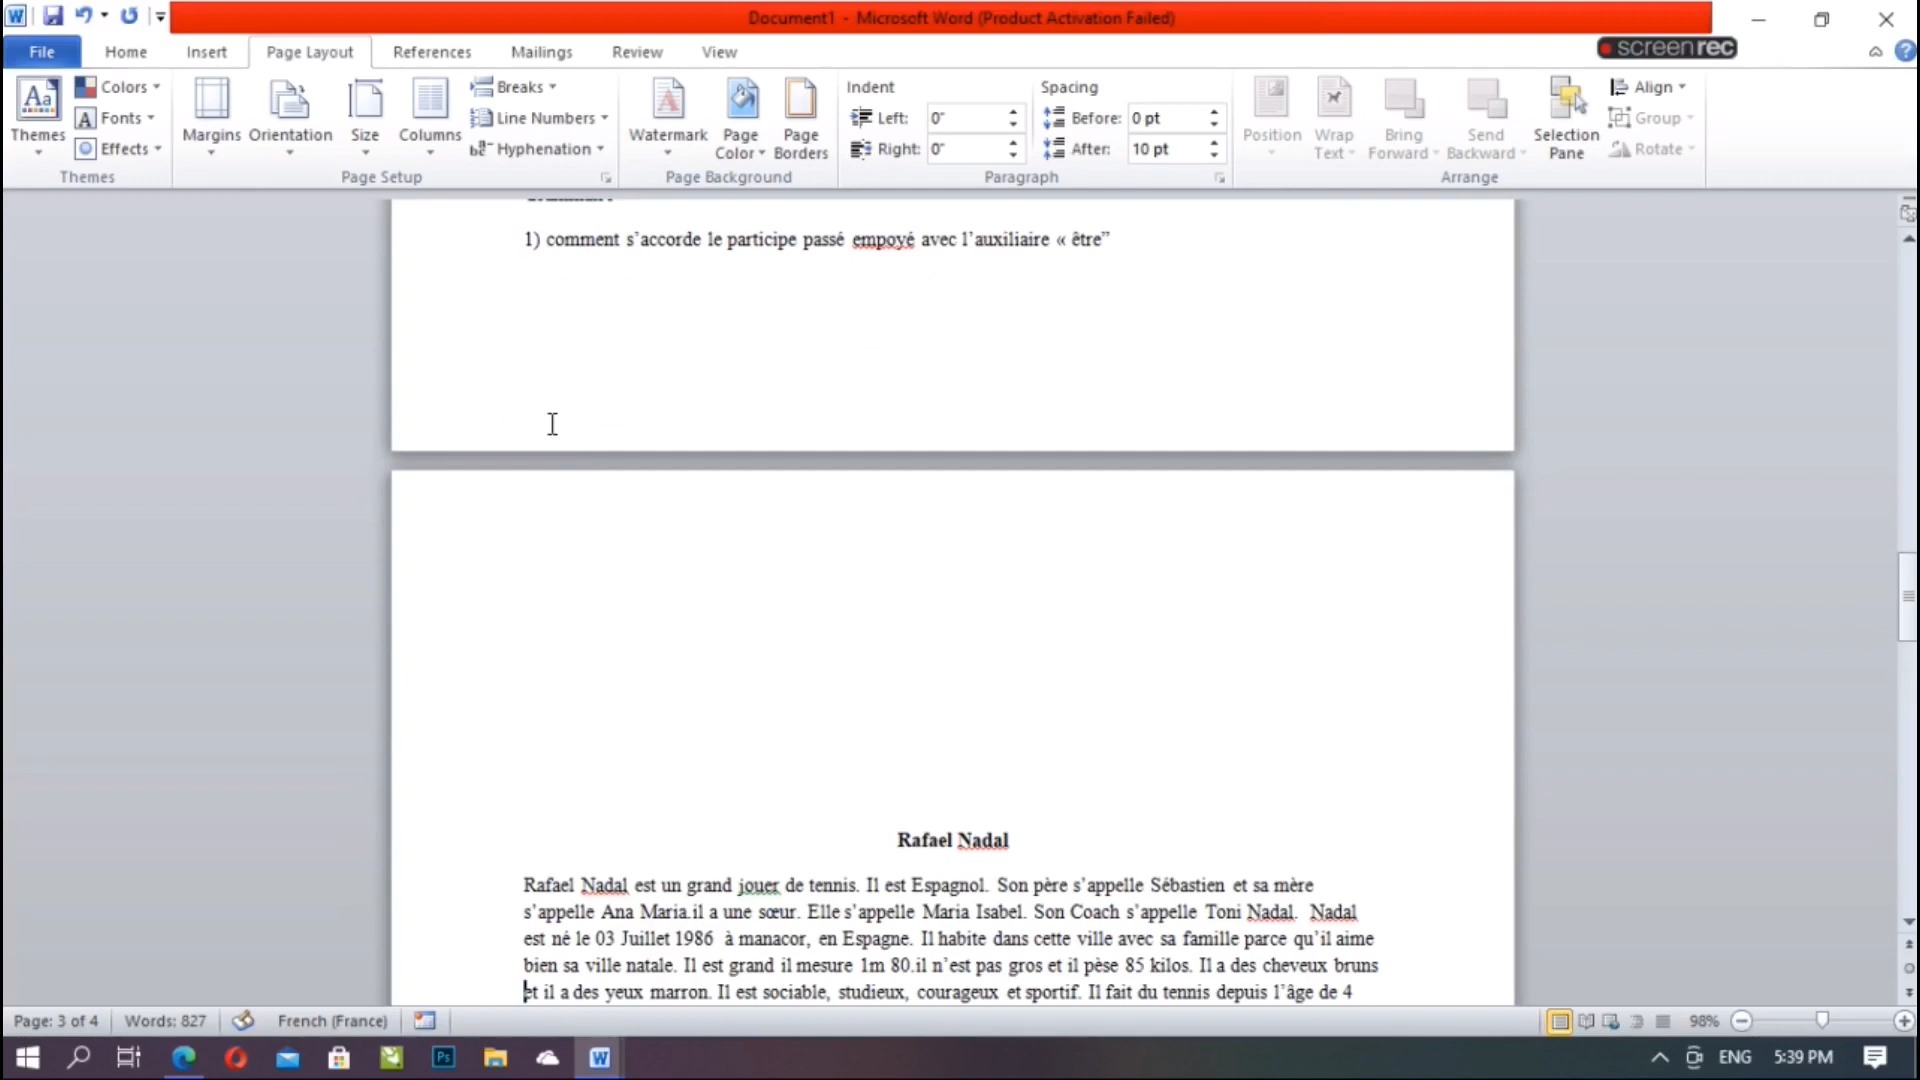 Document1 - Microsoft Word (Product Activation Failed)
File Home Insert Page Layout References Mailings Review View
screenrec
Aa
Themes
Colors
Fonts
Effects
Themes
Margins
Orientation
Size
Columns
Breaks
Line Numbers
Hyphenation
Page Setup
Watermark
Page Color
Page Borders
Page Background
Indent
Left: 0"
Right: 0"
Spacing
Before: 0 pt
After: 10 pt
Paragraph
Position
Wrap Text
Bring Forward
Send Backward
Selection Pane
Align
Group
Rotate
Arrange
1) comment s’accorde le participe passé empoyé avec l’auxiliaire « être”
Rafael Nadal
Rafael Nadal est un grand jouer de tennis. Il est Espagnol. Son père s’appelle Sébastien et sa mère
s’appelle Ana Maria.il a une sœur. Elle s’appelle Maria Isabel. Son Coach s’appelle Toni Nadal. Nadal
est né le 03 Juillet 1986 à manacor, en Espagne. Il habite dans cette ville avec sa famille parce qu’il aime
bien sa ville natale. Il est grand il mesure 1m 80.il n’est pas gros et il pèse 85 kilos. Il a des cheveux bruns
et il a des yeux marron. Il est sociable, studieux, courageux et sportif. Il fait du tennis depuis l’âge de 4
Page: 3 of 4 Words: 827 French (France) 98%
Ps
W
ENG 5:39 PM